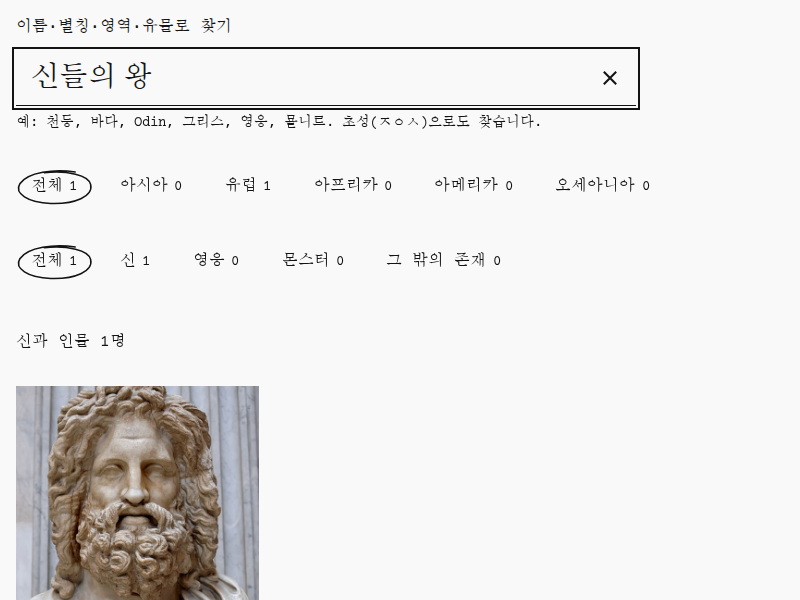 이름·별칭·영역·유물로 찾기
신들의 왕 ×
예: 천둥, 바다, Odin, 그리스, 영웅, 묠니르. 초성(ㅈㅇㅅ)으로도 찾습니다.
전체 1 아시아 0 유럽 1 아프리카 0 아메리카 0 오세아니아 0
전체 1 신 1 영웅 0 몬스터 0 그 밖의 존재 0
신과 인물 1명